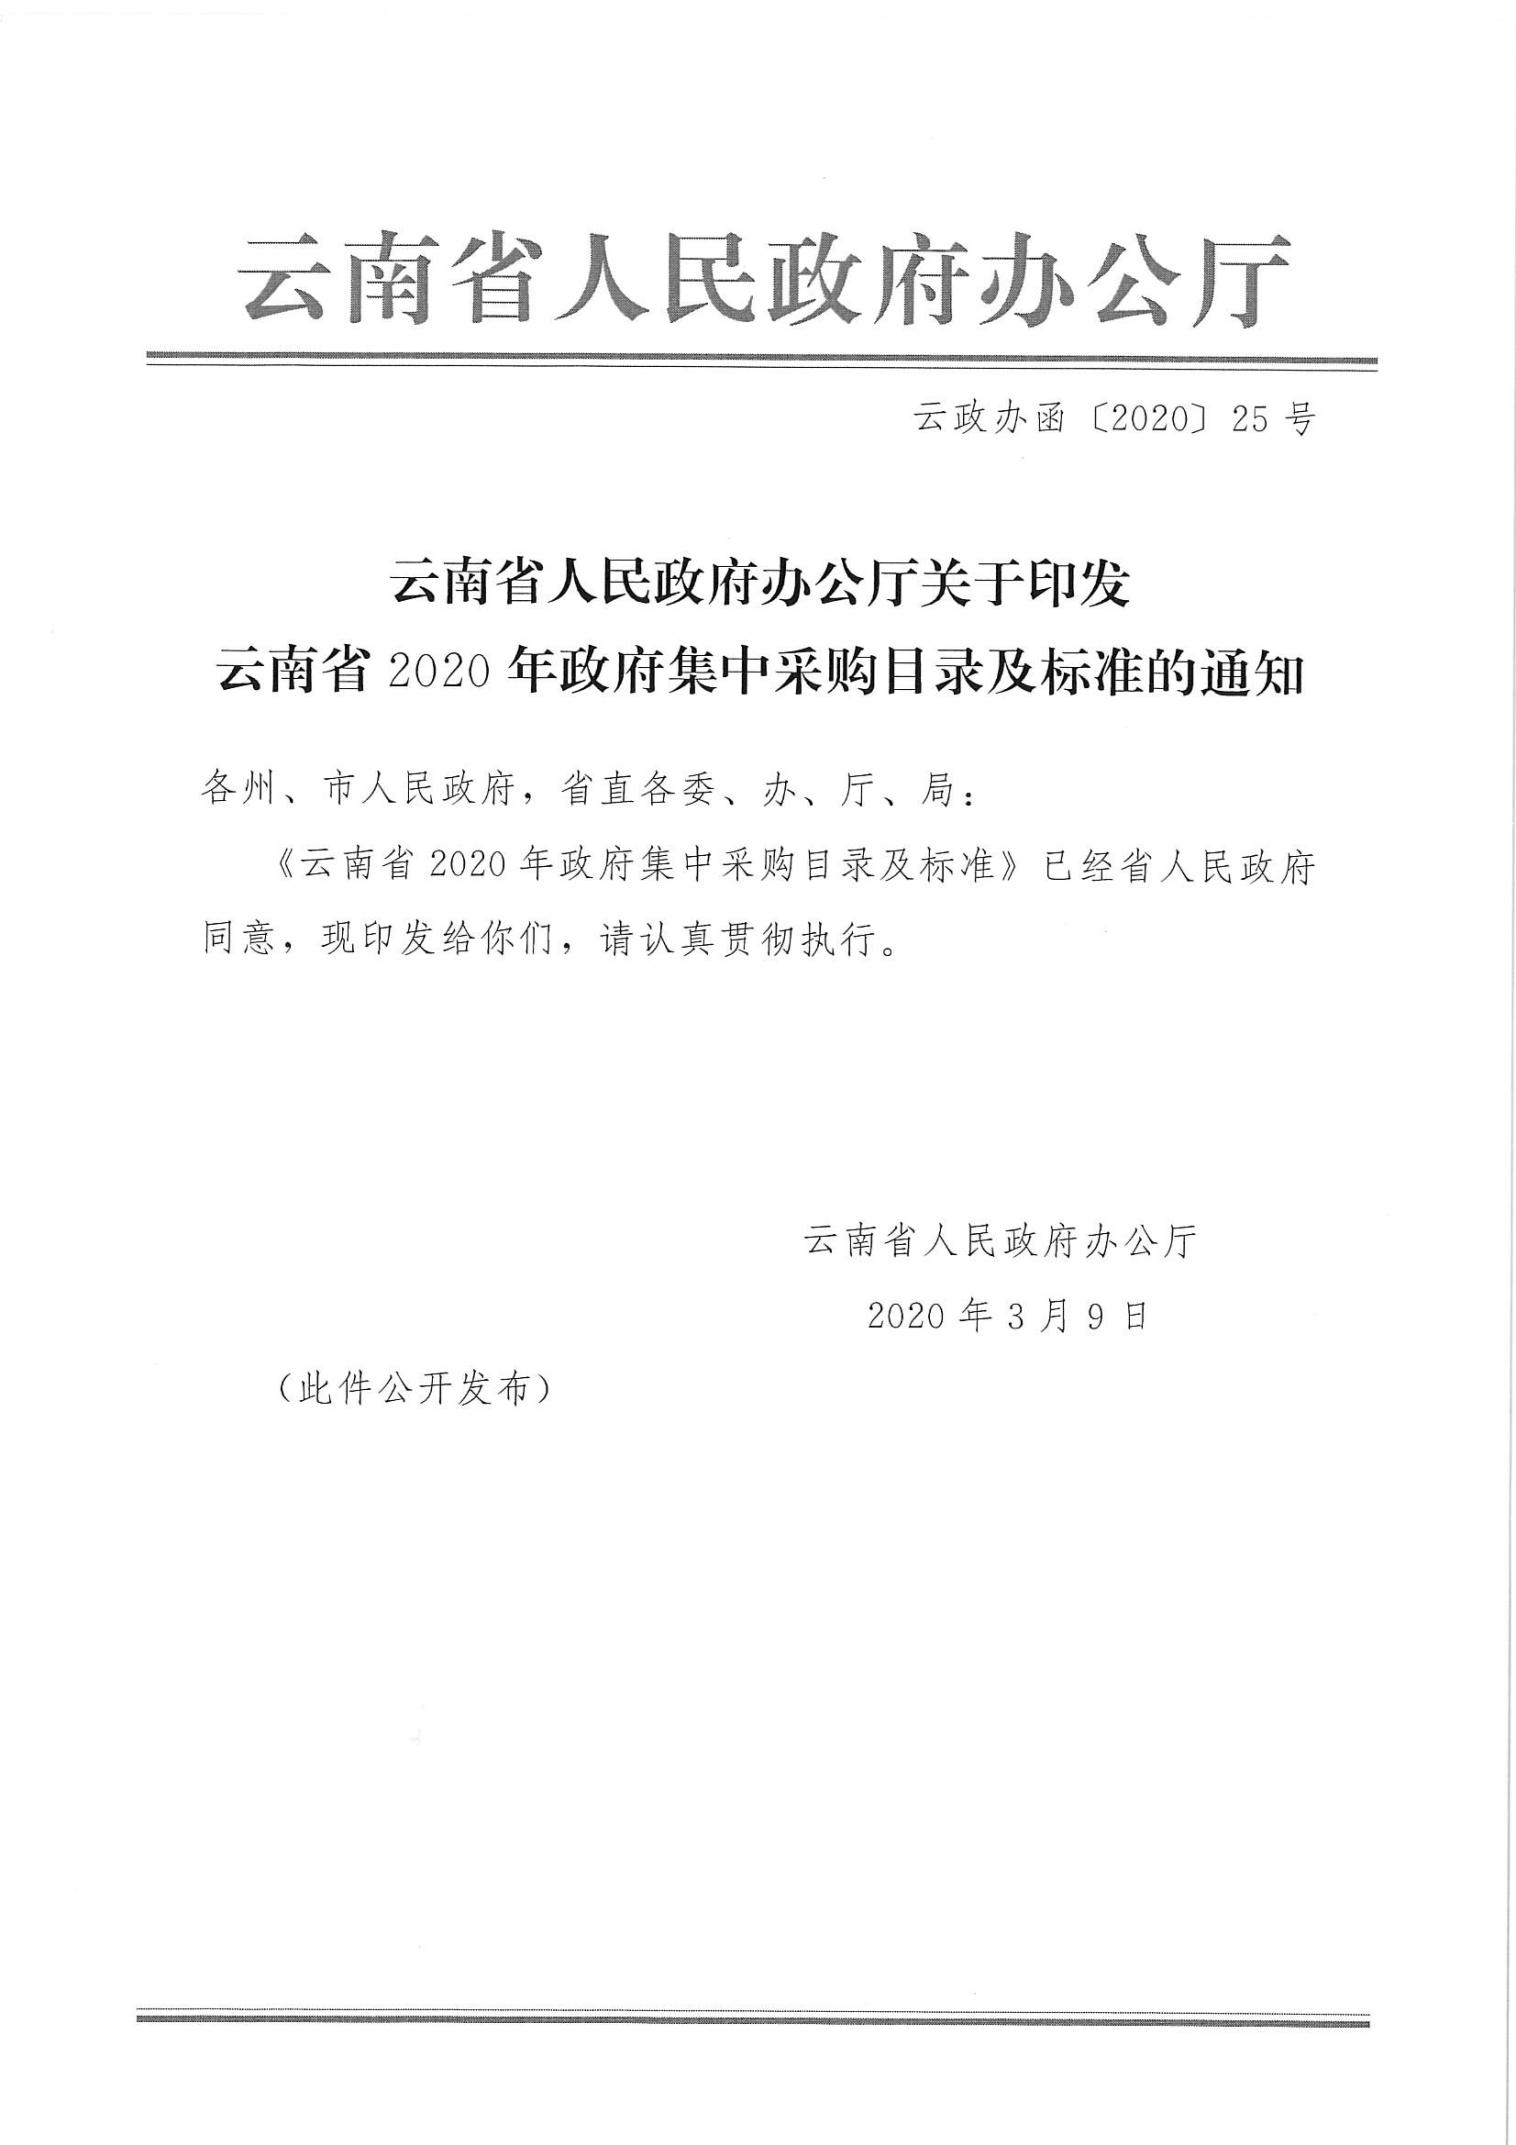 云南省人民政府办公厅
云政办函〔2020〕25号
云南省人民政府办公厅关于印发
云南省2020年政府集中采购目录及标准的通知
各州、市人民政府，省直各委、办、厅、局：
《云南省2020年政府集中采购目录及标准》已经省人民政府
同意，现印发给你们，请认真贯彻执行。
云南省人民政府办公厅
2020年3月9日
（此件公开发布）